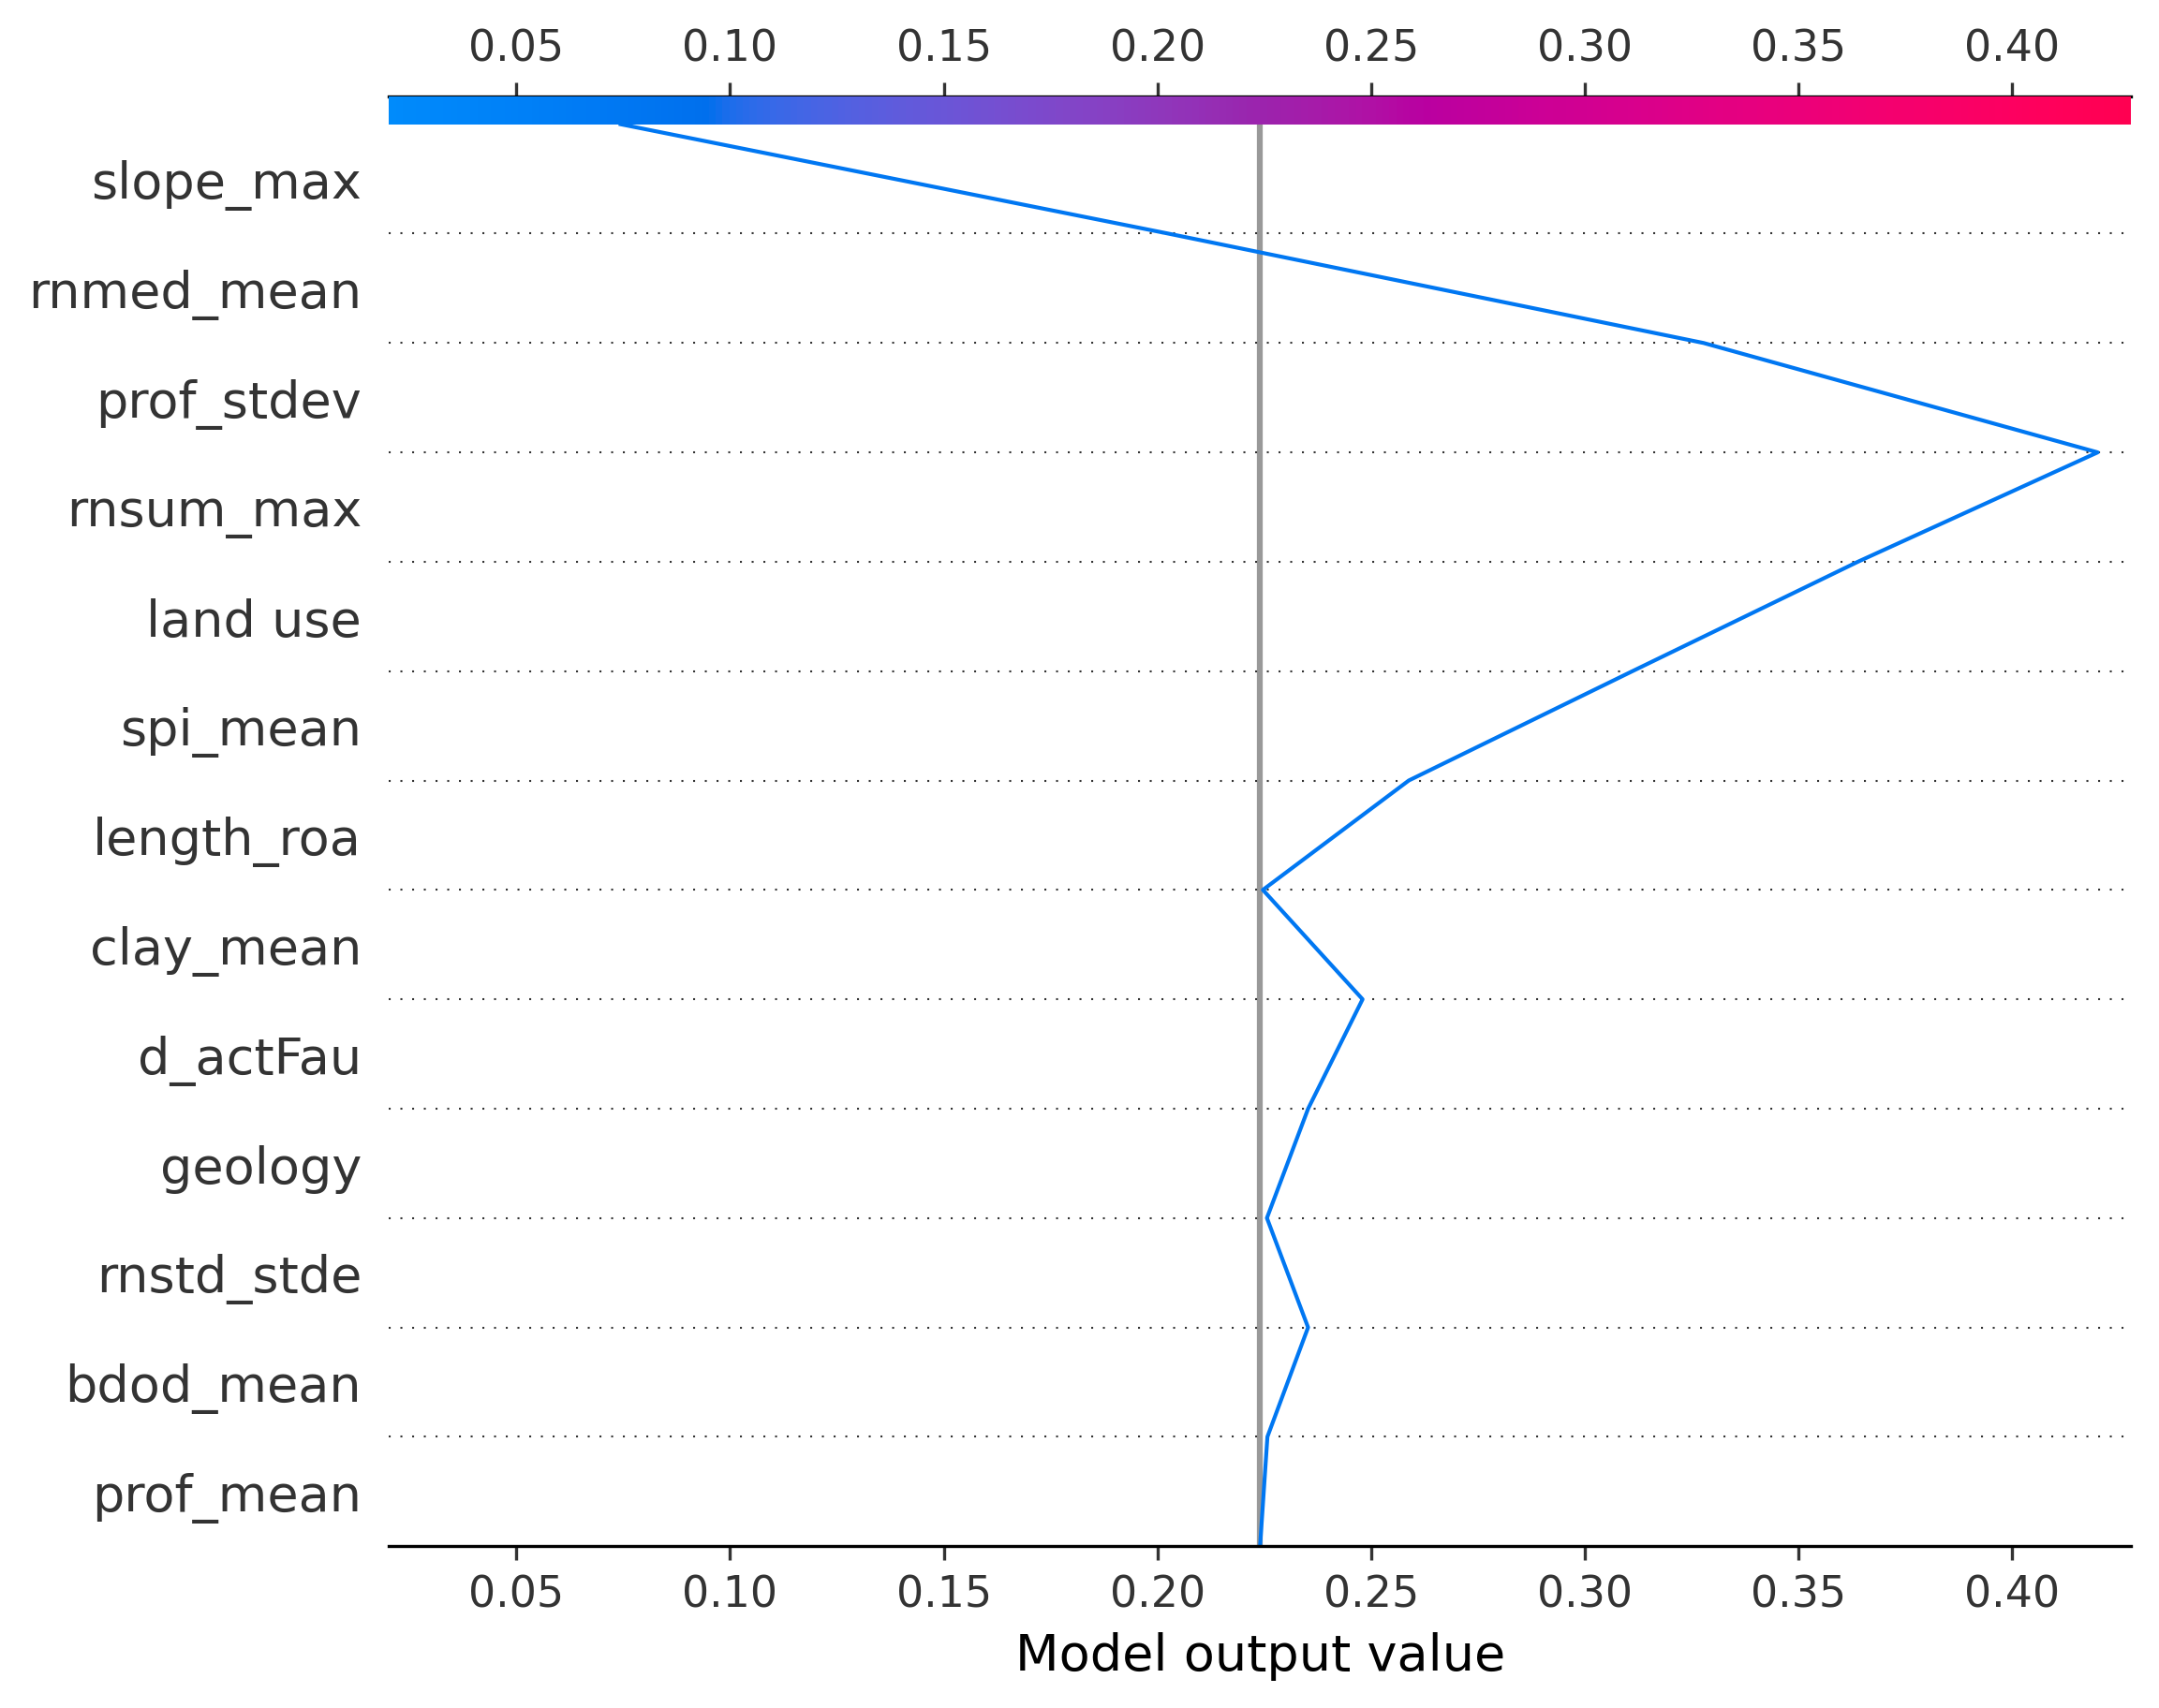 0.05 0.10 0.15 0.20 0.25 0.30 0.35 0.40
slope_max
rnmed_mean
prof_stdev
rnsum_max
land use
spi_mean
length_roa
clay_mean
d_actFau
geology
rnstd_stde
bdod_mean
prof_mean
0.05 0.10 0.15 0.20 0.25 0.30 0.35 0.40
Model output value